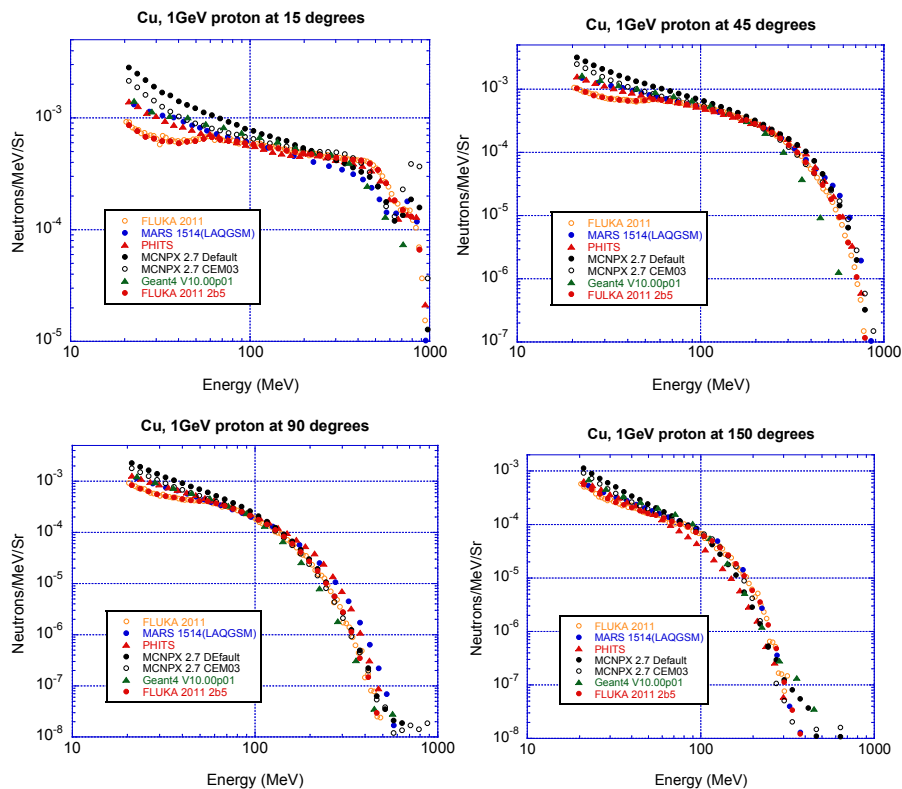 Cu, 1GeV proton at 15 degrees
Neutrons/MeV/Sr
10-3
10-4
10-5
FLUKA 2011
MARS 1514(LAQGSM)
PHITS
MCNPX 2.7 Default
MCNPX 2.7 CEM03
Geant4 V10.00p01
FLUKA 2011 2b5
10
100
1000
Energy (MeV)
Cu, 1GeV proton at 45 degrees
Neutrons/MeV/Sr
10-3
10-4
10-5
10-6
10-7
FLUKA 2011
MARS 1514(LAQGSM)
PHITS
MCNPX 2.7 Default
MCNPX 2.7 CEM03
Geant4 V10.00p01
FULKA 2011 2b5
10
100
1000
Energy (MeV)
Cu, 1GeV proton at 90 degrees
Neutrons/MeV/Sr
10-3
10-4
10-5
10-6
10-7
10-8
FLUKA 2011
MARS 1514(LAQGSM)
PHITS
MCNPX 2.7 DEfault
MCNPX 2.7 CEM03
Geant4 V10.00p01
FLUKA 2011 2b5
10
100
1000
Energy (MeV)
Cu, 1GeV proton at 150 degrees
Neutrons/MeV/Sr
10-3
10-4
10-5
10-6
10-7
10-8
FLUKA 2011
MARS 1514(LAQGSM)
PHITS
MCNPX 2.7 Default
MCNPX 2.7 CEM03
Geant4 V10.00p01
FLUKA 2011 2b5
10
100
1000
Energy (MeV)